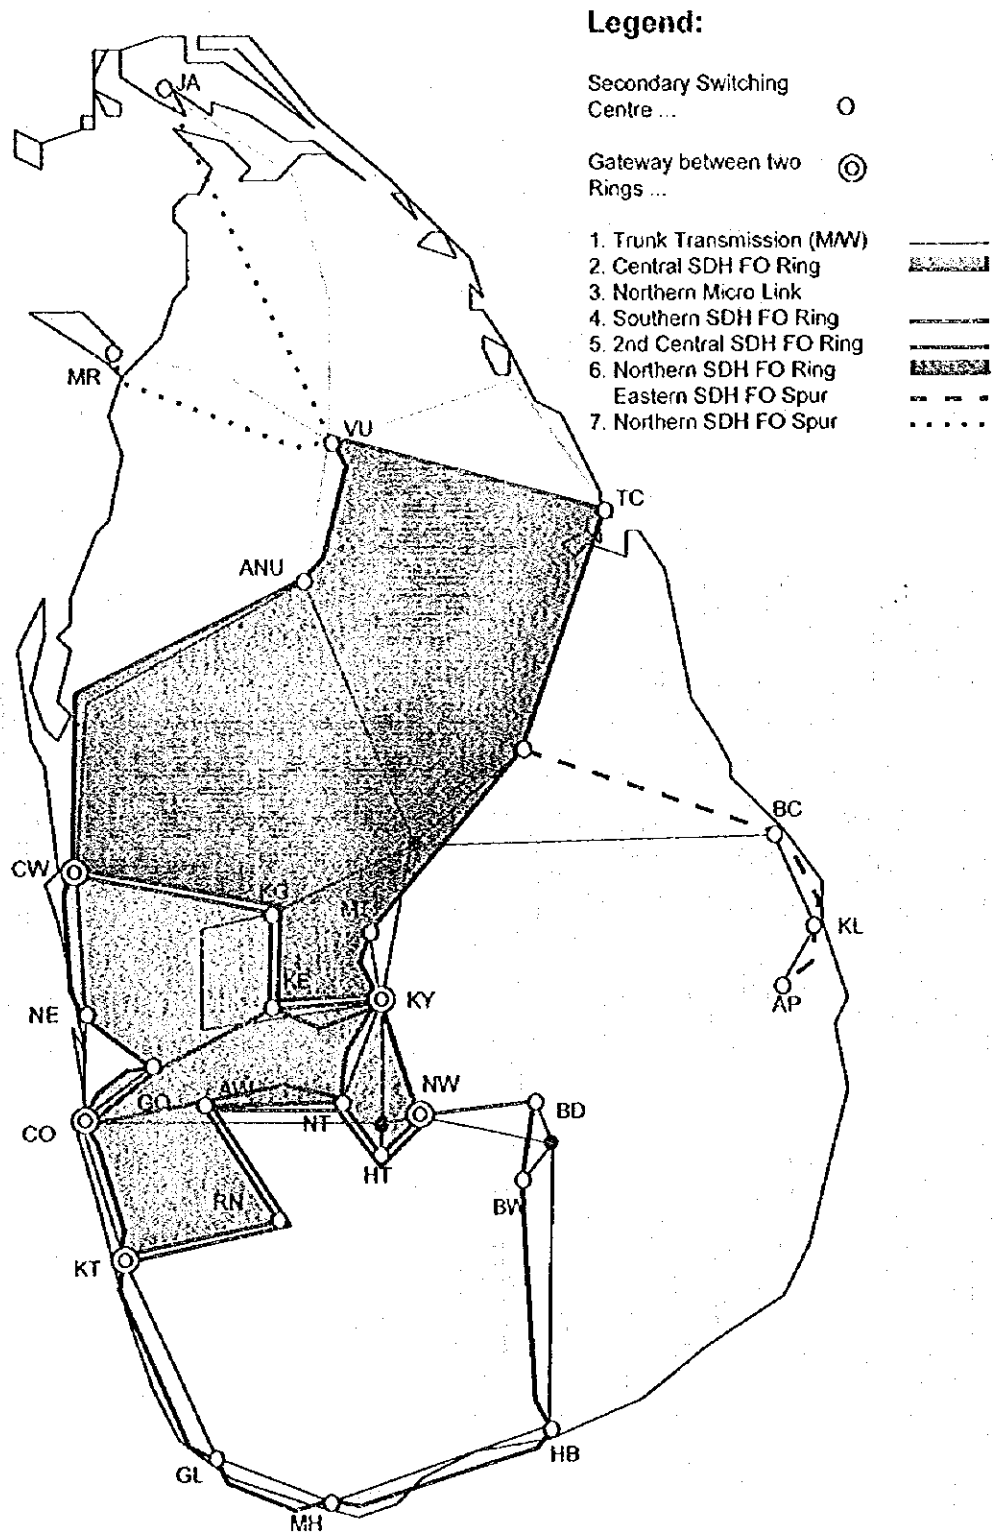 Legend:
Secondary Switching
Centre ...
Gateway between two
Rings ...
1. Trunk Transmission (M/W)
2. Central SDH FO Ring
3. Northern Micro Link
4. Southern SDH FO Ring
5. 2nd Central SDH FO Ring
6. Northern SDH FO Ring
Eastern SDH FO Spur
7. Northern SDH FO Spur
JA
MR
VU
TC
ANU
BC
CW
KG
KL
KE
KY
AP
NE
NW
AW
BD
CO
NT
HT
RN
BW
KT
HB
GL
MH